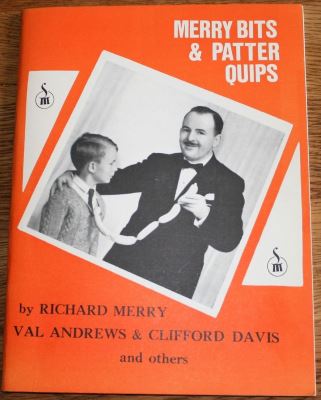 MERRY BITS
& PATTER
QUIPS
by RICHARD MERRY
VAL ANDREWS & CLIFFORD DAVIS
and others